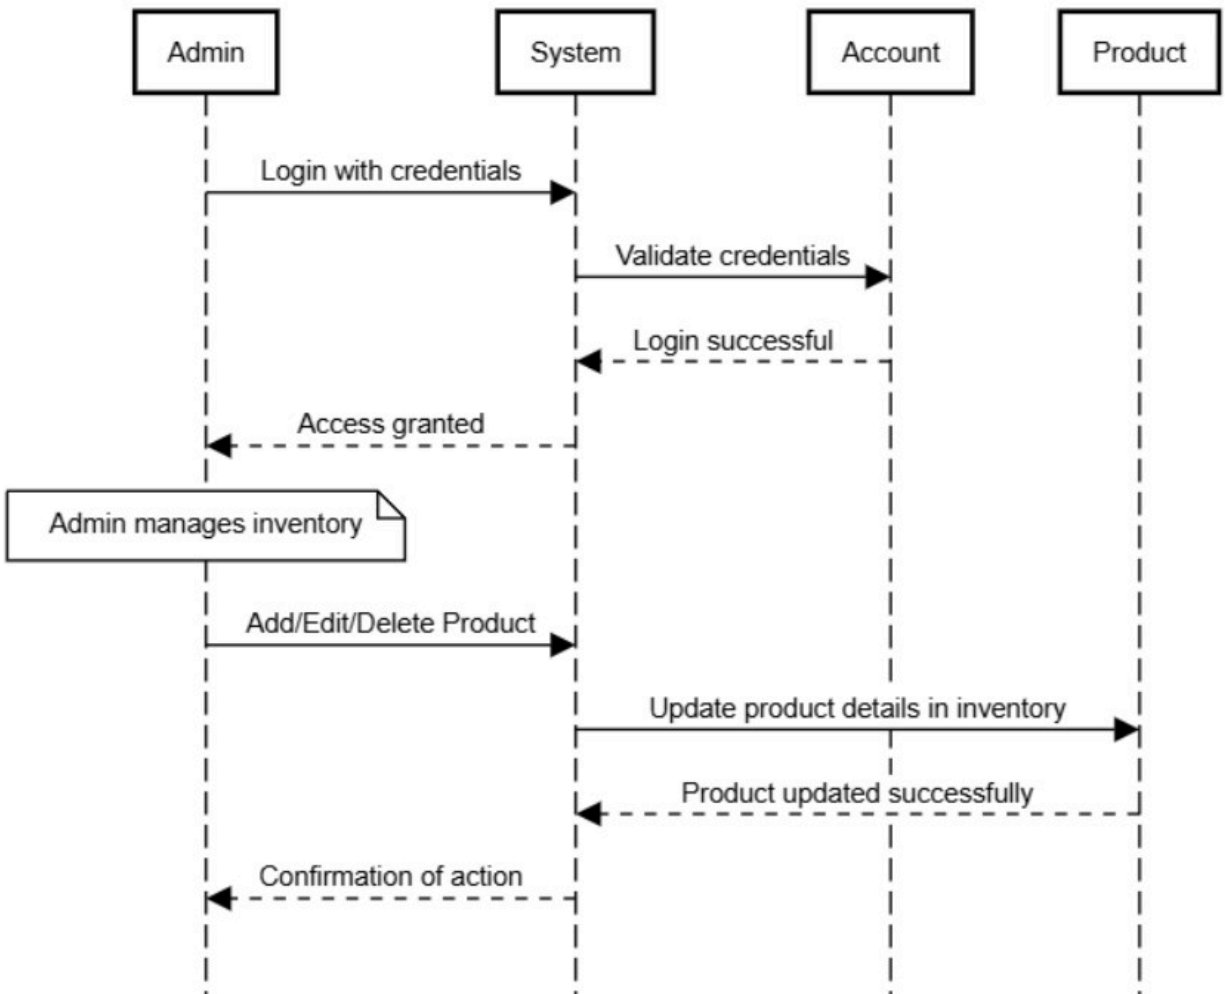 Admin
System
Account
Product
Login with credentials
Validate credentials
Login successful
Access granted
Admin manages inventory
Add/Edit/Delete Product
Update product details in inventory
Product updated successfully
Confirmation of action